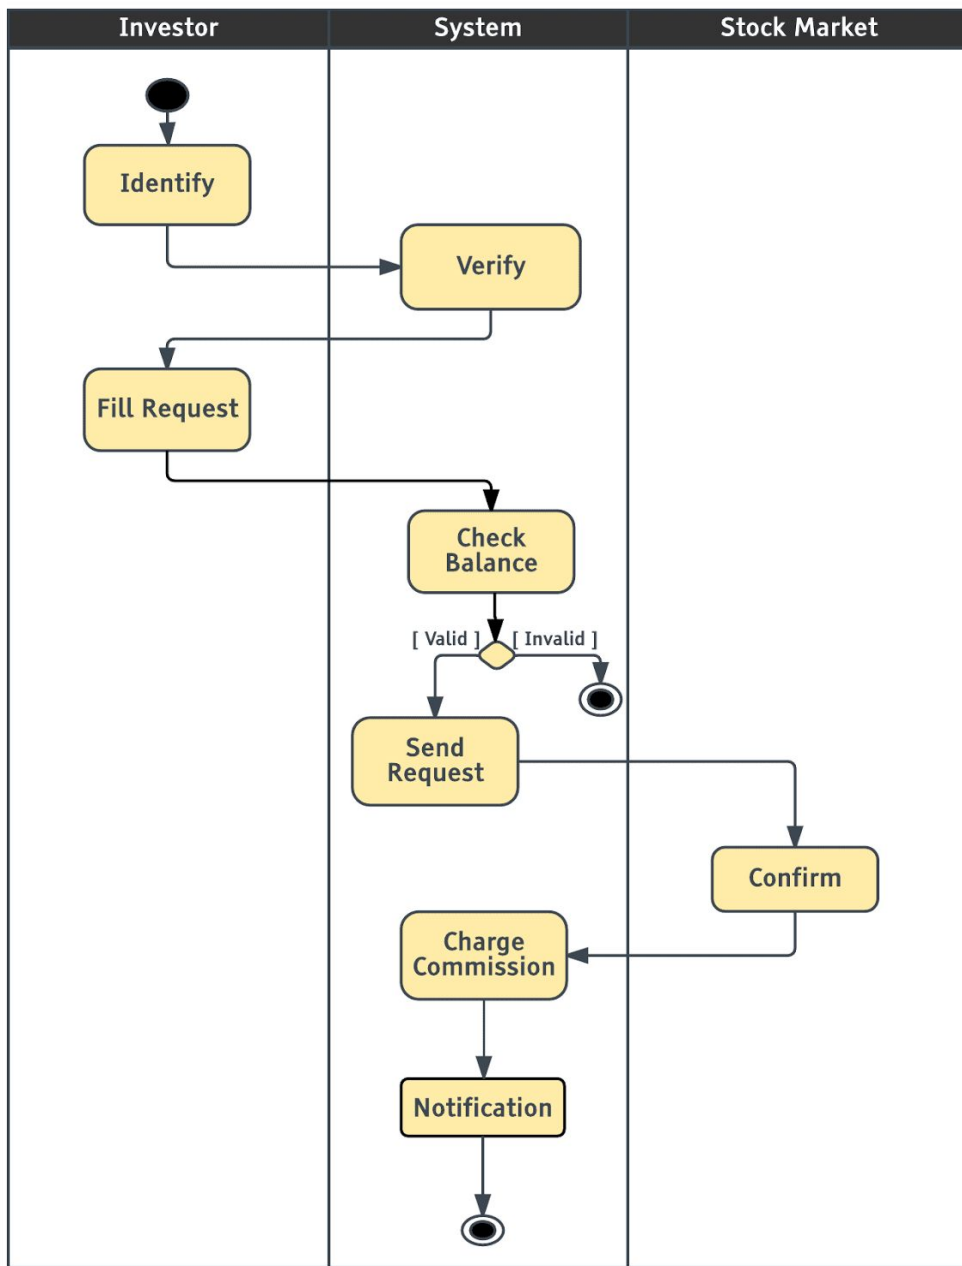 Investor
System
Stock Market
Identify
Verify
Fill Request
Check
Balance
[ Valid ]
[ Invalid ]
Send
Request
Confirm
Charge
Commission
Notification